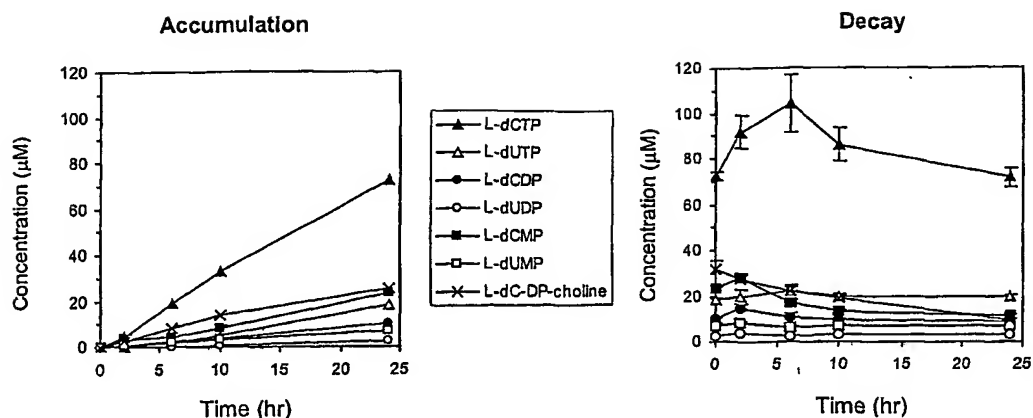 Accumulation
Concentration (µM)
120
100
80
60
40
20
0
0
5
10
15
20
25
Time (hr)
L-dCTP
L-dUTP
L-dCDP
L-dUDP
L-dCMP
L-dUMP
L-dC-DP-choline
Decay
Concentration (µM)
120
100
80
60
40
20
0
0
5
10
15
20
25
Time (hr)